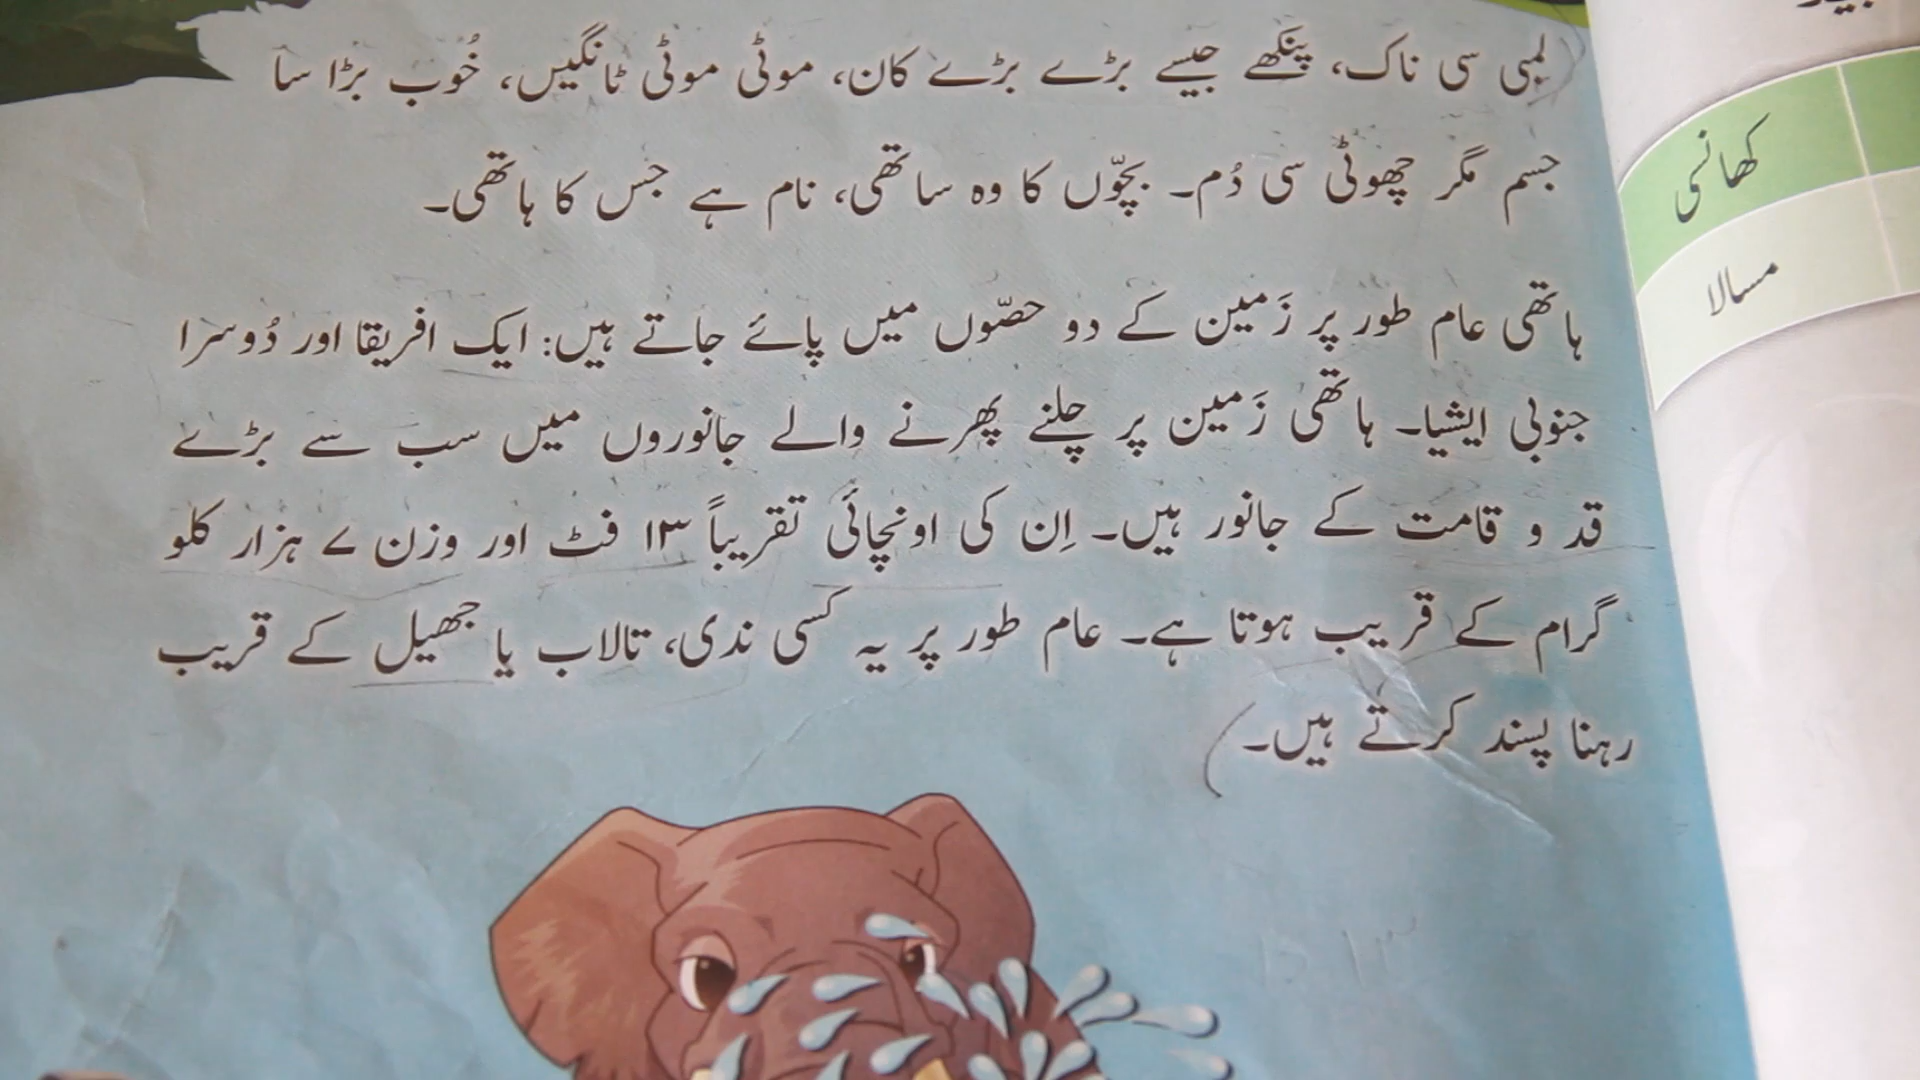 لمبی سی ناک، پنکھے جیسے بڑے بڑے کان، موٹی موٹی ٹانگیں، خُوب بڑا سا
جسم مگر چھوٹی سی دُم۔ بچّوں کا وہ ساتھی، نام ہے جس کا ہاتھی۔
ہاتھی عام طور پر زَمین کے دو حصّوں میں پائے جاتے ہیں: ایک افریقا اور دُوسرا
جنوبی ایشیا۔ ہاتھی زَمین پر چلنے پھرنے والے جانوروں میں سب سے بڑے
قد و قامت کے جانور ہیں۔ اِن کی اونچائی تقریباً ۱۳ فٹ اور وزن ۷ ہزار کلو
گرام کے قریب ہوتا ہے۔ عام طور پر یہ کسی ندی، تالاب یا جھیل کے قریب
رہنا پسند کرتے ہیں۔
کھانسی
مسالا